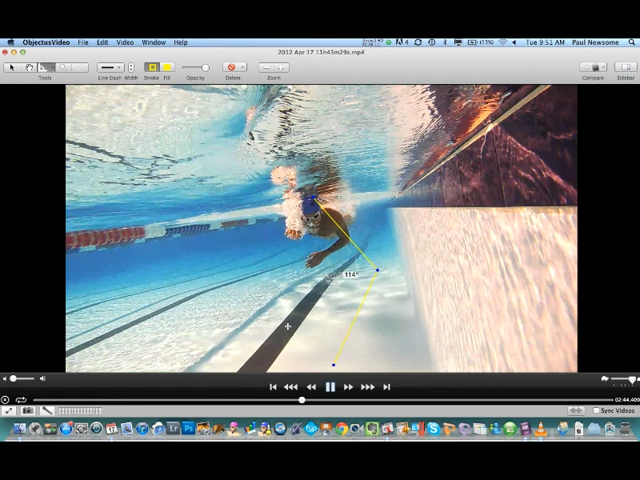 ObjectusVideo File Edit Video Window Help
Tue 9:51 AM Paul Newsome
2012 Apr 17 11h43m29s.mp4
Tools Line Dash Width Stroke Fill Opacity Delete Zoom Compare Sidebar
114°
02:44.409
Sync Videos